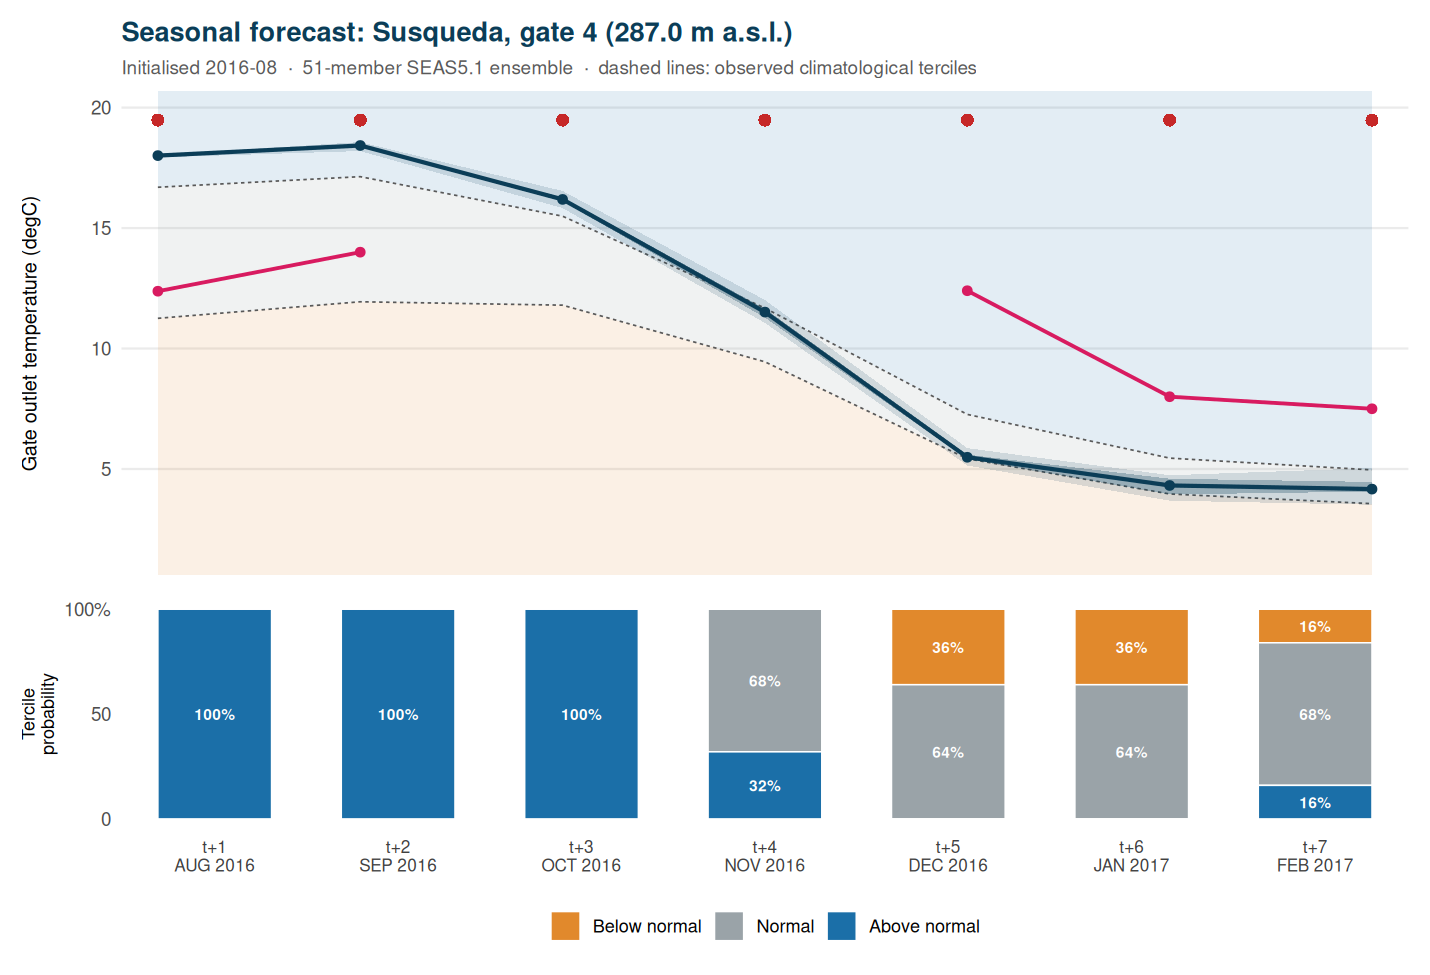 Seasonal forecast: Susqueda, gate 4 (287.0 m a.s.l.)
Initialised 2016-08 · 51-member SEAS5.1 ensemble · dashed lines: observed climatological terciles
Gate outlet temperature (degC)
20
15
10
5
Tercile
probability
100%
50
0
100%
100%
100%
68%
32%
36%
64%
36%
64%
16%
68%
16%
t+1
AUG 2016
t+2
SEP 2016
t+3
OCT 2016
t+4
NOV 2016
t+5
DEC 2016
t+6
JAN 2017
t+7
FEB 2017
Below normal
Normal
Above normal